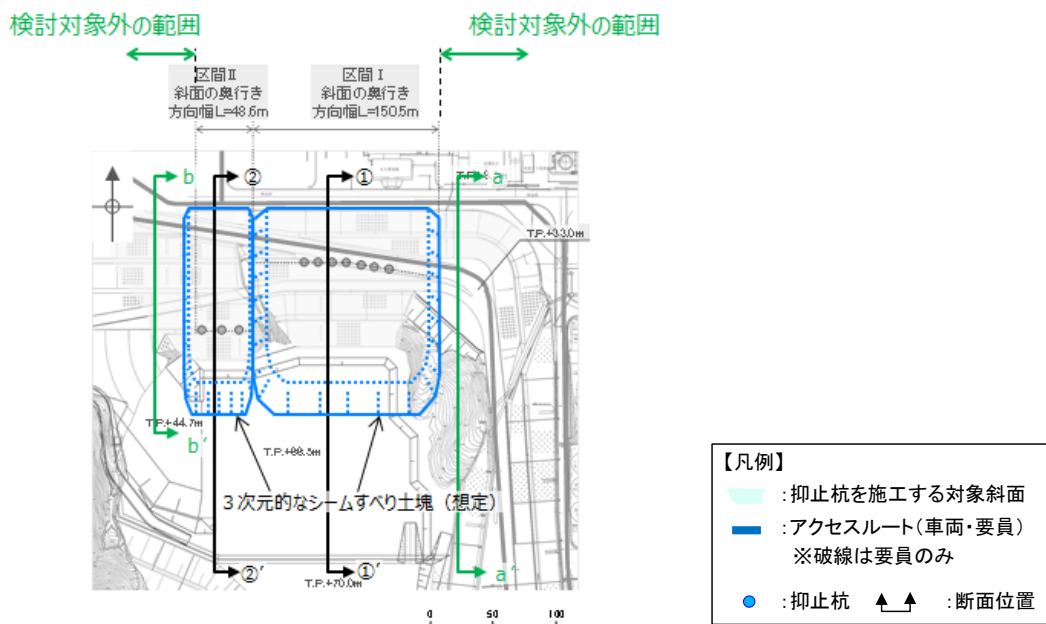 検討対象外の範囲
検討対象外の範囲
区間Ⅱ
斜面の奥行き
方向幅L=48.6m
区間Ⅰ
斜面の奥行き
方向幅L=150.5m
b
②
①
a
T.P.+33.0m
T.P.+44.7m
b′
3次元的なシームすべり土塊（想定）
②′
①′
a′
T.P.+70.0m
0 50 100
【凡例】
：抑止杭を施工する対象斜面
：アクセスルート（車両・要員）
※破線は要員のみ
：抑止杭
：断面位置